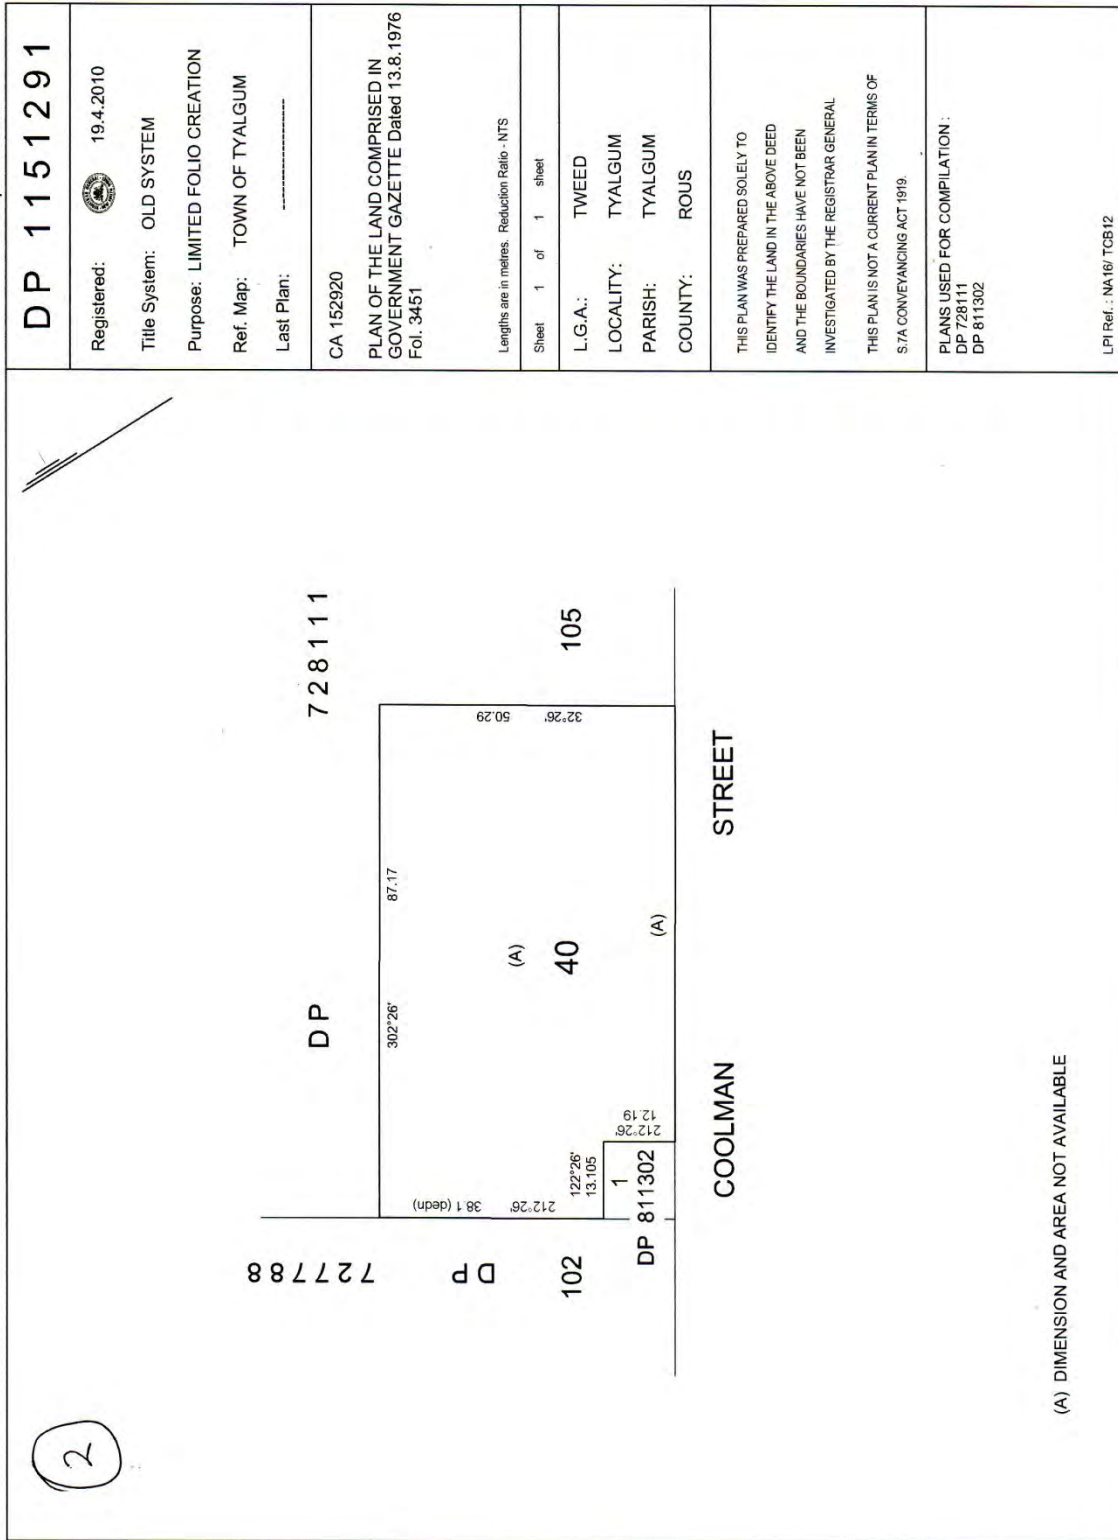 DP 1151291
Registered: 19.4.2010
Title System: OLD SYSTEM
Purpose: LIMITED FOLIO CREATION
Ref. Map: TOWN OF TYALGUM
Last Plan: --------------------
CA 152920
PLAN OF THE LAND COMPRISED IN
GOVERNMENT GAZETTE Dated 13.8.1976
Fol. 3451
Lengths are in metres. Reduction Ratio - NTS
Sheet 1 of 1 sheet
L.G.A.: TWEED
LOCALITY: TYALGUM
PARISH: TYALGUM
COUNTY: ROUS
THIS PLAN WAS PREPARED SOLELY TO
IDENTIFY THE LAND IN THE ABOVE DEED
AND THE BOUNDARIES HAVE NOT BEEN
INVESTIGATED BY THE REGISTRAR GENERAL
THIS PLAN IS NOT A CURRENT PLAN IN TERMS OF
S.7A CONVEYANCING ACT 1919.
PLANS USED FOR COMPILATION :
DP 728111
DP 811302
LPI Ref. : NA16/ TCB12
2
DP 728111
302°26' 87.17
DP 727788
38.1 (dedn)
212°26'
50.29
32°26'
(A)
102
40
105
122°26'
13.105
1
DP 811302
212°26'
12.19
(A)
COOLMAN STREET
(A) DIMENSION AND AREA NOT AVAILABLE